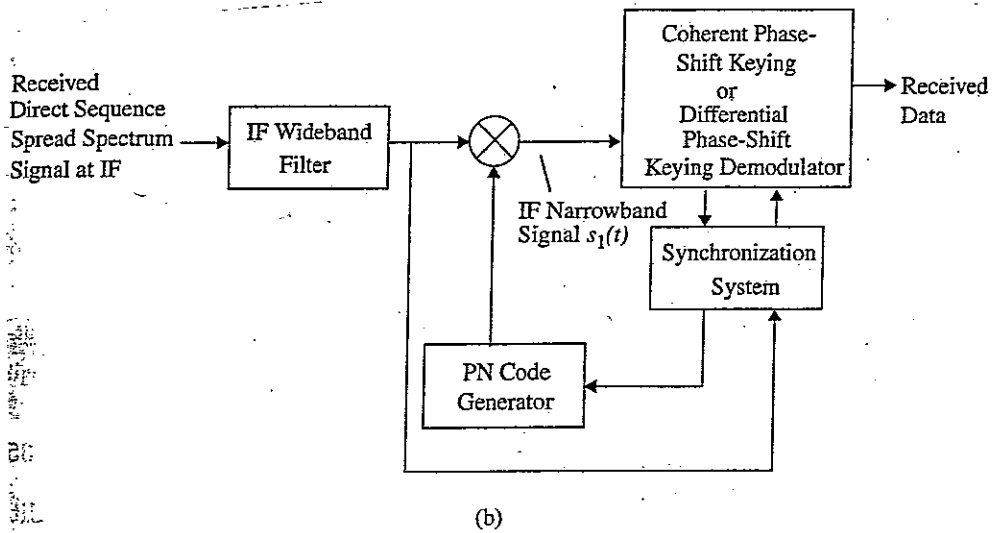 Received
Direct Sequence
Spread Spectrum
Signal at IF
IF Wideband
Filter
IF Narrowband
Signal s₁(t)
Coherent Phase-
Shift Keying
or
Differential
Phase-Shift
Keying Demodulator
Received
Data
Synchronization
System
PN Code
Generator
(b)